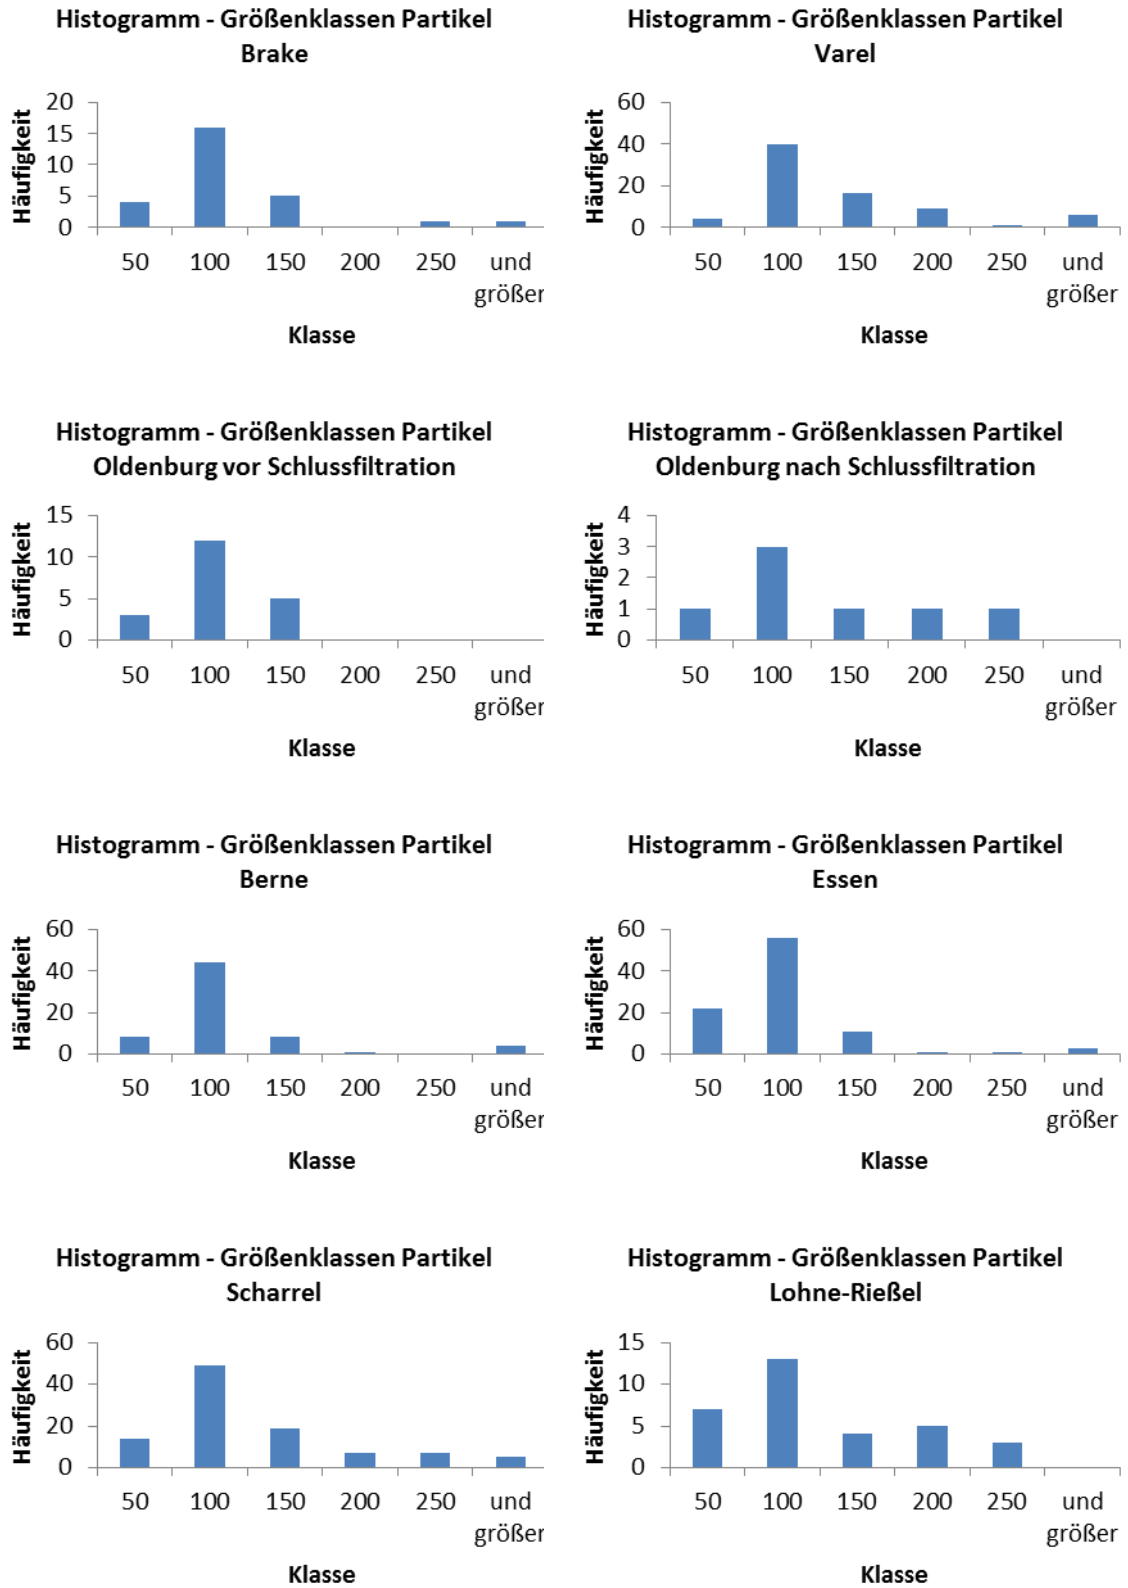 Histogramm - Größenklassen Partikel
Brake
Häufigkeit
20
15
10
5
0
50 100 150 200 250 und
größer
Klasse
Histogramm - Größenklassen Partikel
Varel
Häufigkeit
60
40
20
0
50 100 150 200 250 und
größer
Klasse
Histogramm - Größenklassen Partikel
Oldenburg vor Schlussfiltration
Häufigkeit
15
10
5
0
50 100 150 200 250 und
größer
Klasse
Histogramm - Größenklassen Partikel
Oldenburg nach Schlussfiltration
Häufigkeit
4
3
2
1
0
50 100 150 200 250 und
größer
Klasse
Histogramm - Größenklassen Partikel
Berne
Häufigkeit
60
40
20
0
50 100 150 200 250 und
größer
Klasse
Histogramm - Größenklassen Partikel
Essen
Häufigkeit
60
40
20
0
50 100 150 200 250 und
größer
Klasse
Histogramm - Größenklassen Partikel
Scharrel
Häufigkeit
60
40
20
0
50 100 150 200 250 und
größer
Klasse
Histogramm - Größenklassen Partikel
Lohne-Rießel
Häufigkeit
15
10
5
0
50 100 150 200 250 und
größer
Klasse